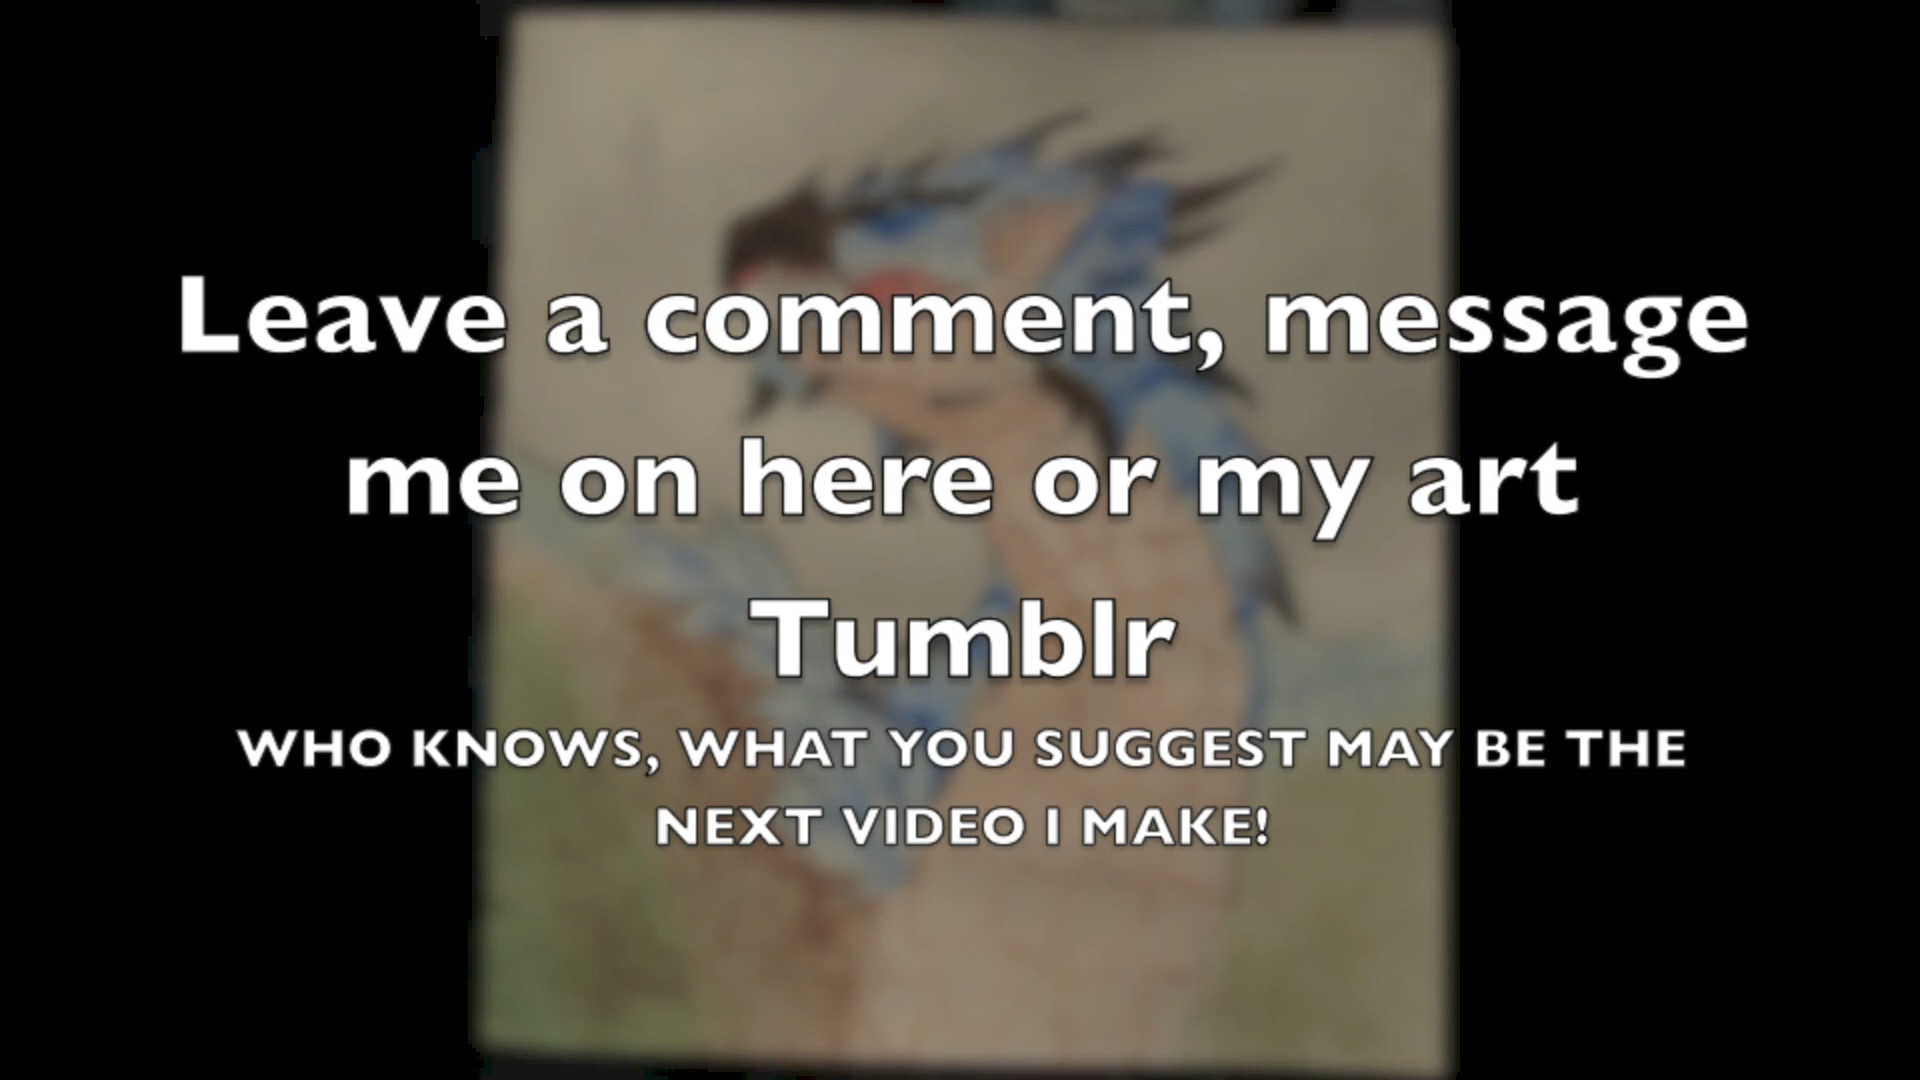 Leave a comment, message
me on here or my art
Tumblr
WHO KNOWS, WHAT YOU SUGGEST MAY BE THE
NEXT VIDEO I MAKE!